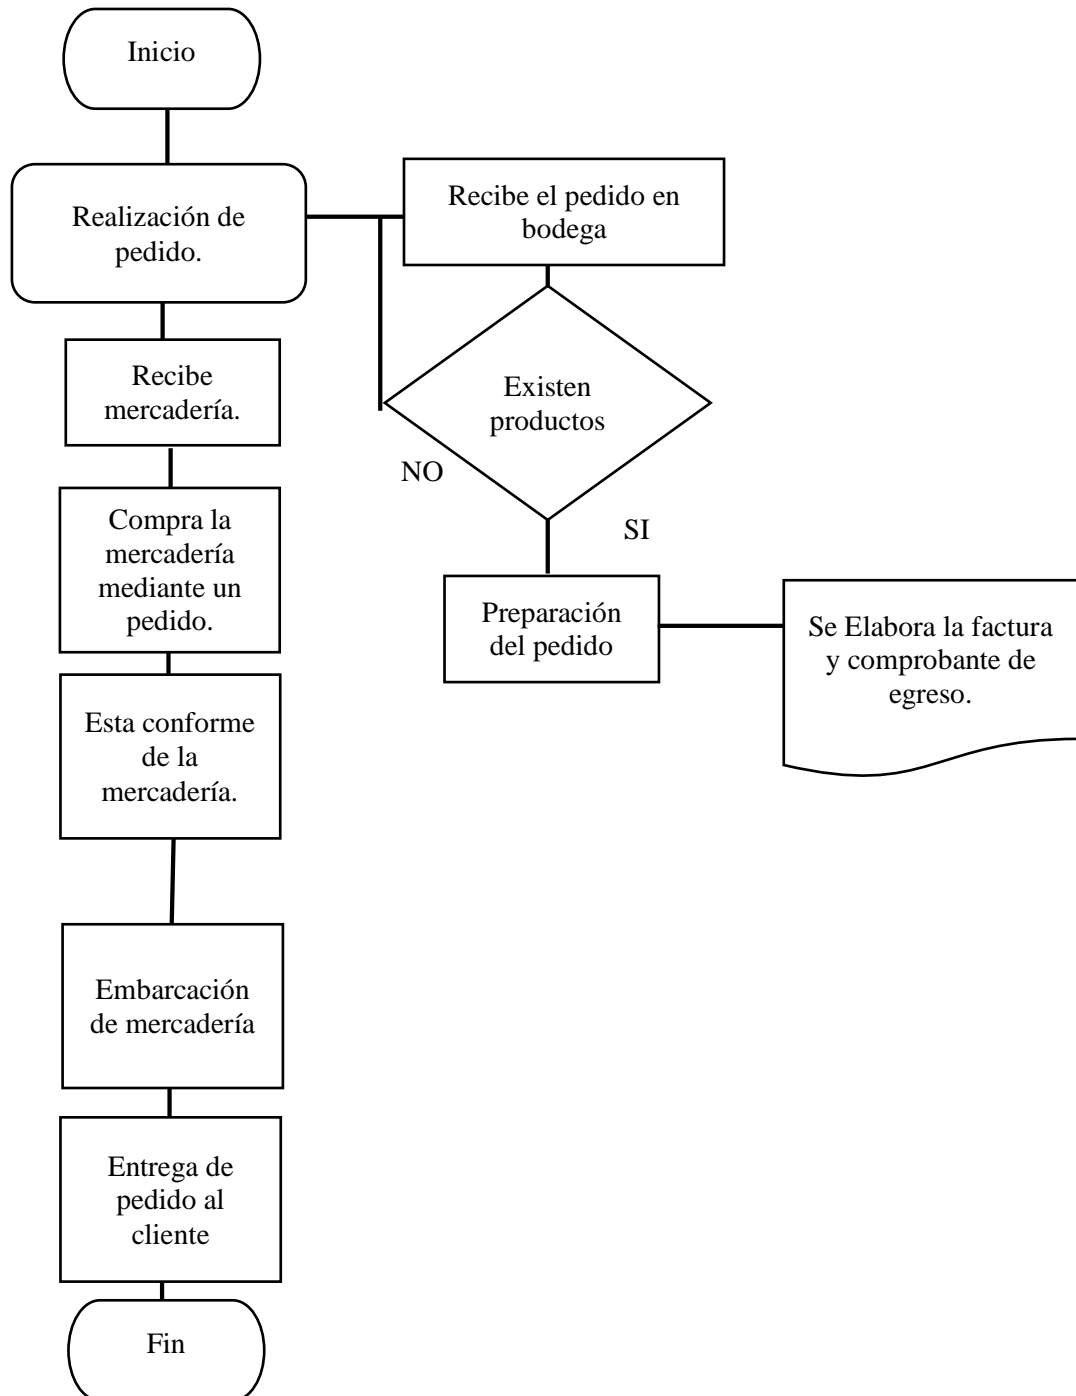 Inicio
Realización de
pedido.
Recibe el pedido en
bodega
Recibe
mercadería.
Existen
productos
NO
SI
Compra la
mercadería
mediante un
pedido.
Preparación
del pedido
Se Elabora la factura
y comprobante de
egreso.
Esta conforme
de la
mercadería.
Embarcación
de mercadería
Entrega de
pedido al
cliente
Fin